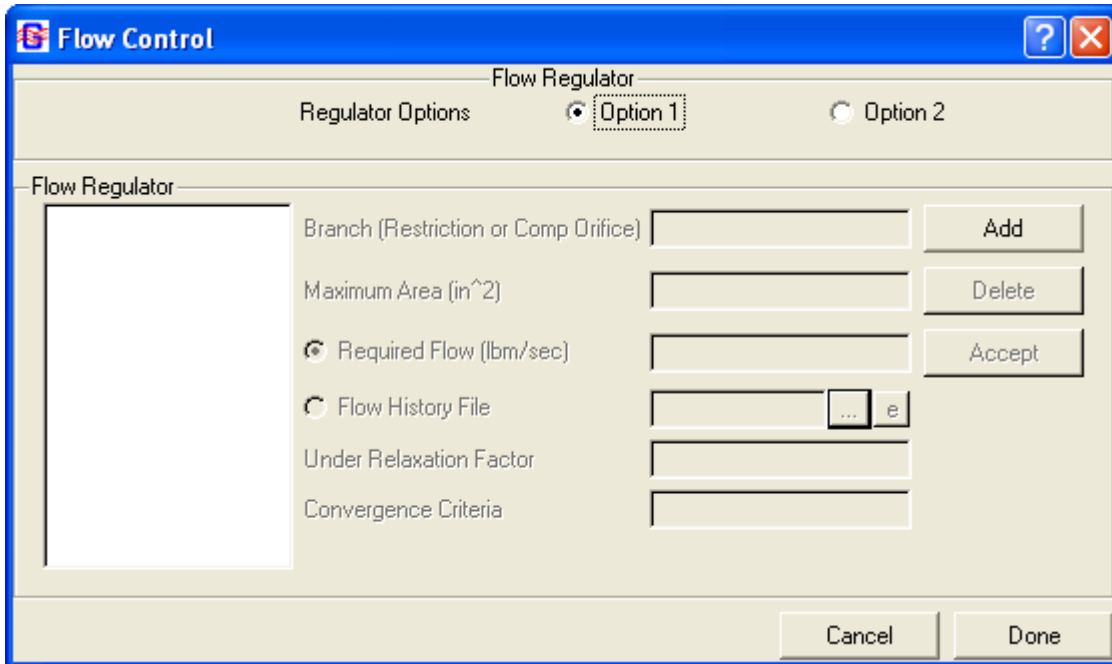 Flow Control
Flow Regulator
Regulator Options Option 1 Option 2
Flow Regulator
Branch (Restriction or Comp Orifice) Add
Maximum Area (in^2) Delete
Required Flow (lbm/sec) Accept
Flow History File ... e
Under Relaxation Factor
Convergence Criteria
Cancel Done